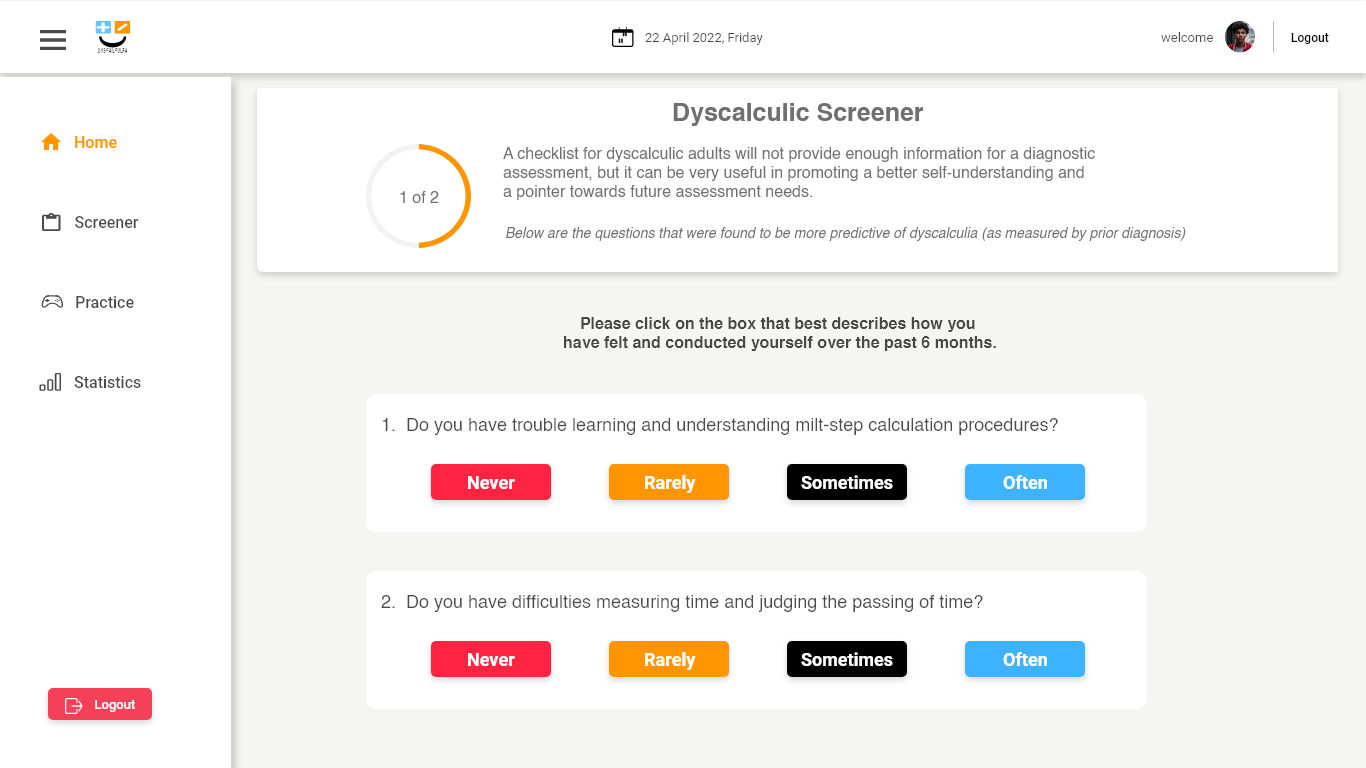 22 April 2022, Friday
welcome
Logout
Home
Screener
Practice
Statistics
Logout
Dyscalculic Screener
1 of 2
A checklist for dyscalculic adults will not provide enough information for a diagnostic
assessment, but it can be very useful in promoting a better self-understanding and
a pointer towards future assessment needs.
Below are the questions that were found to be more predictive of dyscalculia (as measured by prior diagnosis)
Please click on the box that best describes how you
have felt and conducted yourself over the past 6 months.
1. Do you have trouble learning and understanding milt-step calculation procedures?
Never Rarely Sometimes Often
2. Do you have difficulties measuring time and judging the passing of time?
Never Rarely Sometimes Often